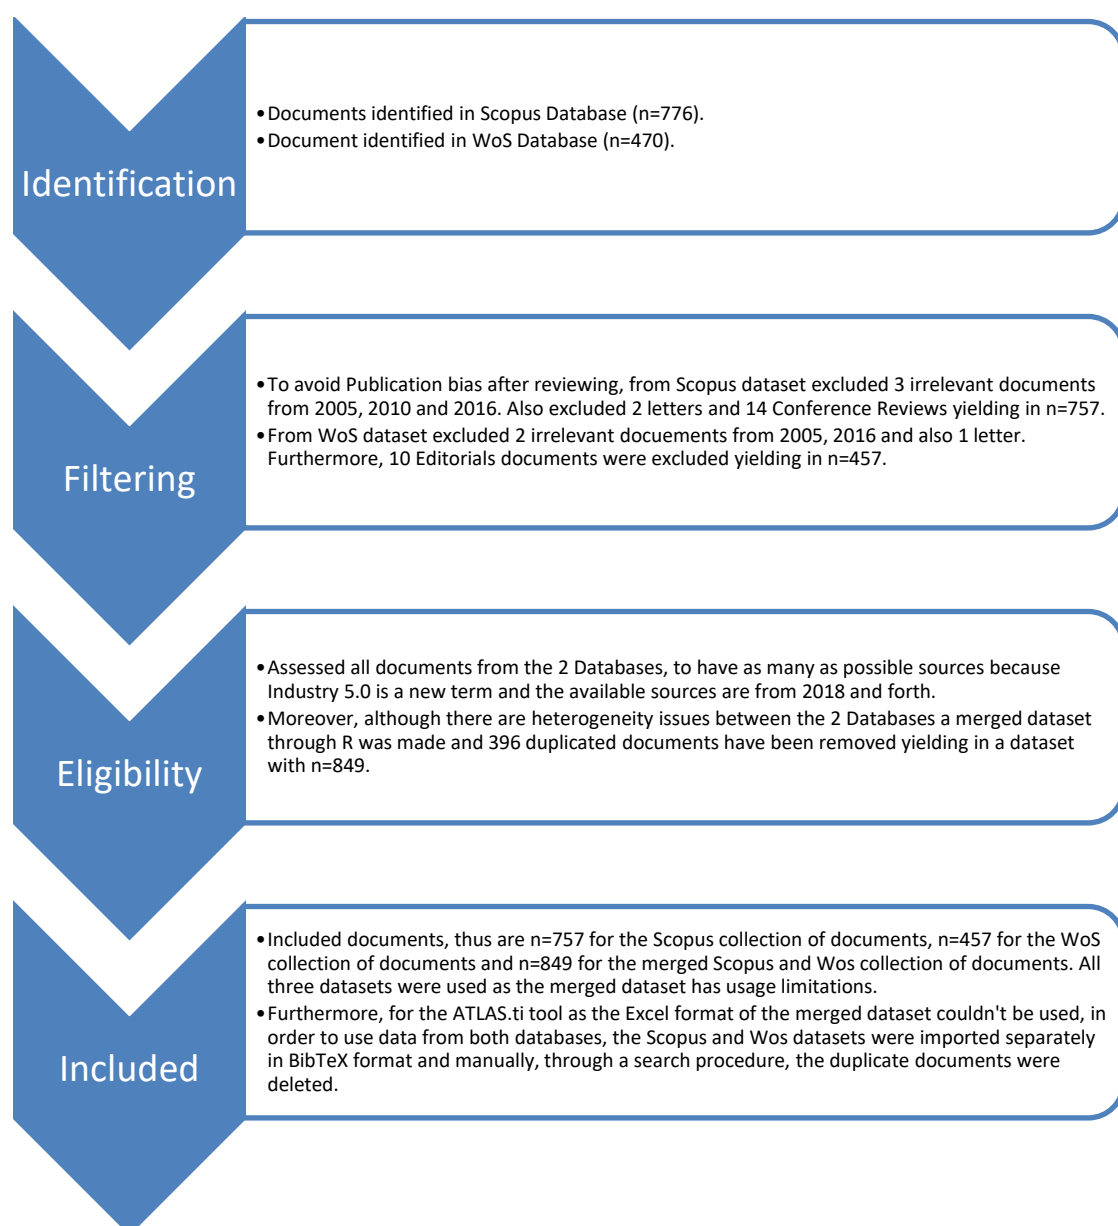 Identification
•Documents identified in Scopus Database (n=776).
•Document identified in WoS Database (n=470).
Filtering
•To avoid Publication bias after reviewing, from Scopus dataset excluded 3 irrelevant documents
from 2005, 2010 and 2016. Also excluded 2 letters and 14 Conference Reviews yielding in n=757.
•From WoS dataset excluded 2 irrelevant docuements from 2005, 2016 and also 1 letter.
Furthermore, 10 Editorials documents were excluded yielding in n=457.
Eligibility
•Assessed all documents from the 2 Databases, to have as many as possible sources because
Industry 5.0 is a new term and the available sources are from 2018 and forth.
•Moreover, although there are heterogeneity issues between the 2 Databases a merged dataset
through R was made and 396 duplicated documents have been removed yielding in a dataset
with n=849.
Included
•Included documents, thus are n=757 for the Scopus collection of documents, n=457 for the WoS
collection of documents and n=849 for the merged Scopus and Wos collection of documents. All
three datasets were used as the merged dataset has usage limitations.
•Furthermore, for the ATLAS.ti tool as the Excel format of the merged dataset couldn't be used, in
order to use data from both databases, the Scopus and Wos datasets were imported separately
in BibTeX format and manually, through a search procedure, the duplicate documents were
deleted.